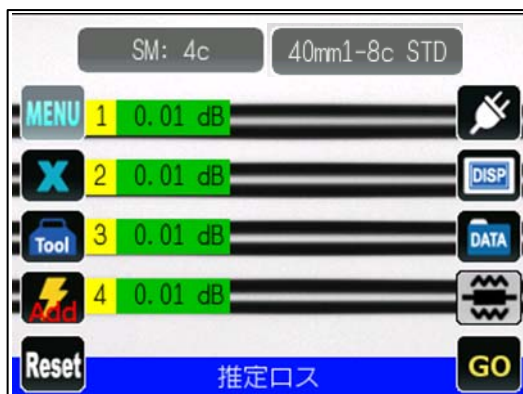 SM: 4c 40mm1-8c STD
MENU 1 0.01 dB
X 2 0.01 dB DISP
Tool 3 0.01 dB DATA
Add 4 0.01 dB
Reset 推定ロス GO